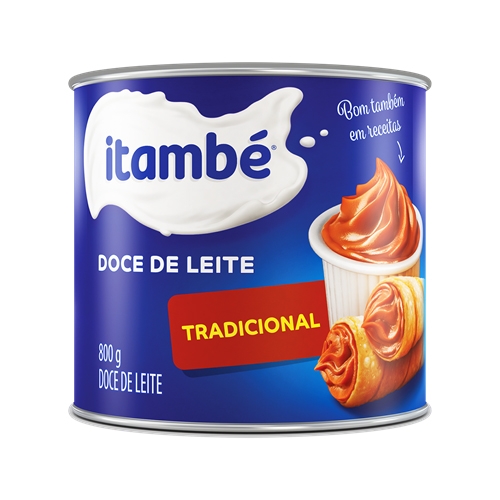 Bom também
em receitas
itambé®
DOCE DE LEITE
TRADICIONAL
800 g
DOCE DE LEITE